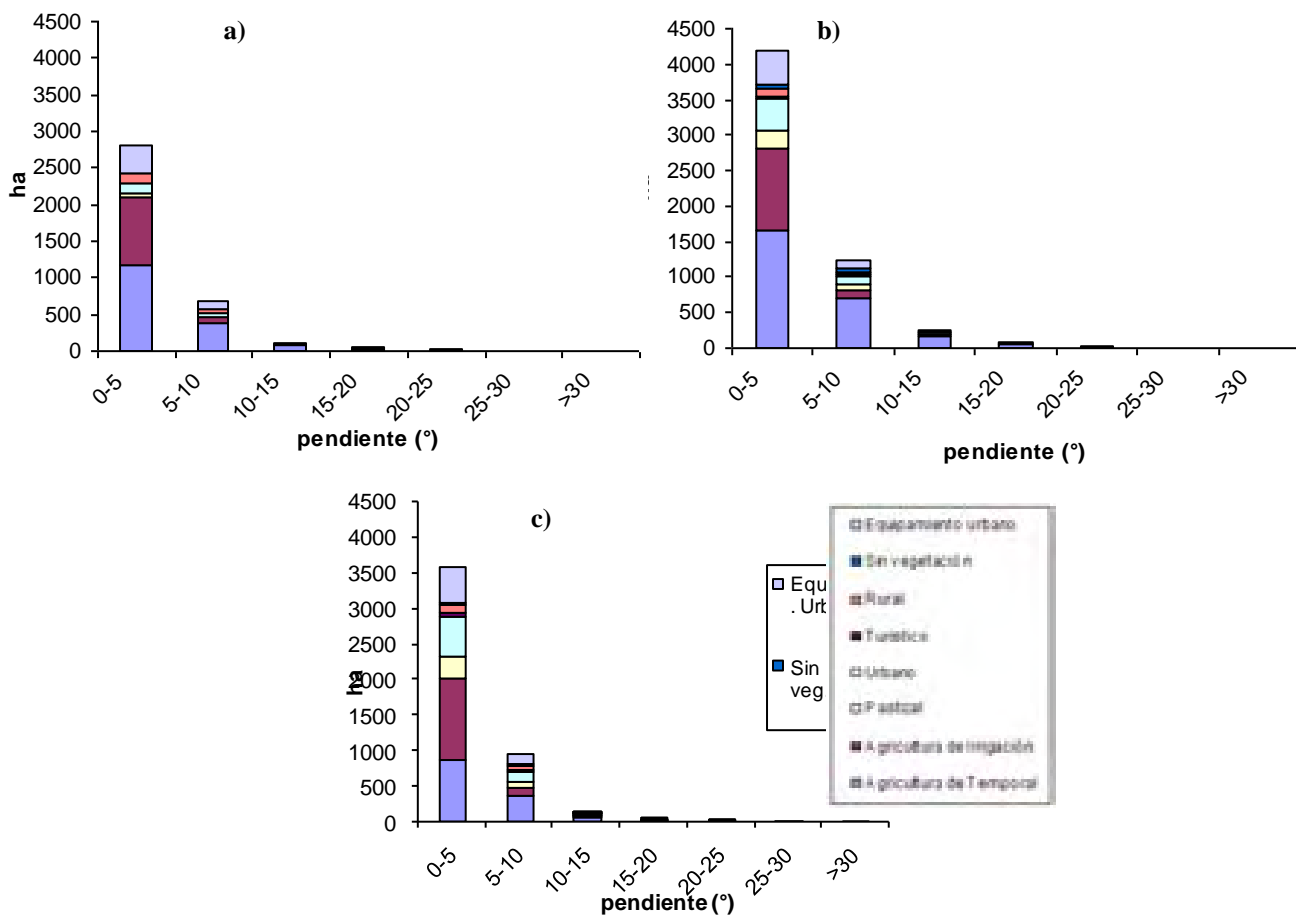 a)
4500
4000
3500
3000
2500
2000
1500
1000
500
0
ha
0-5
5-10
10-15
15-20
20-25
25-30
>30
pendiente (°)
b)
4500
4000
3500
3000
2500
2000
1500
1000
500
0
0-5
5-10
10-15
15-20
20-25
25-30
>30
pendiente (°)
c)
4500
4000
3500
3000
2500
2000
1500
1000
500
0
ha
0-5
5-10
10-15
15-20
20-25
25-30
>30
pendiente (°)
Equ
. Urb
Sin
veg
Equipamiento urbano
Sin vegetación
Rural
Turístico
Urbano
Pastizal
Agricultura de Irrigación
Agricultura de Temporal